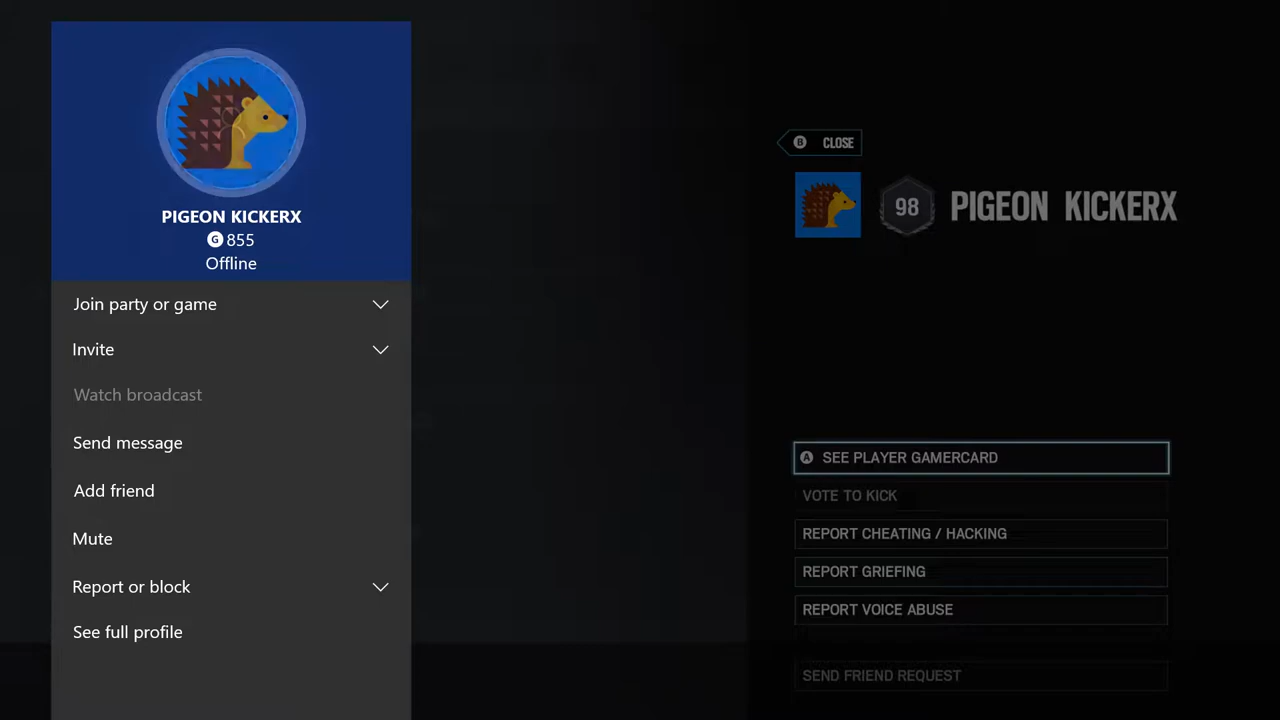 PIGEON KICKERX
G 855
Offline
Join party or game
Invite
Watch broadcast
Send message
Add friend
Mute
Report or block
See full profile
B CLOSE
98 PIGEON KICKERX
A SEE PLAYER GAMERCARD
VOTE TO KICK
REPORT CHEATING / HACKING
REPORT GRIEFING
REPORT VOICE ABUSE
SEND FRIEND REQUEST